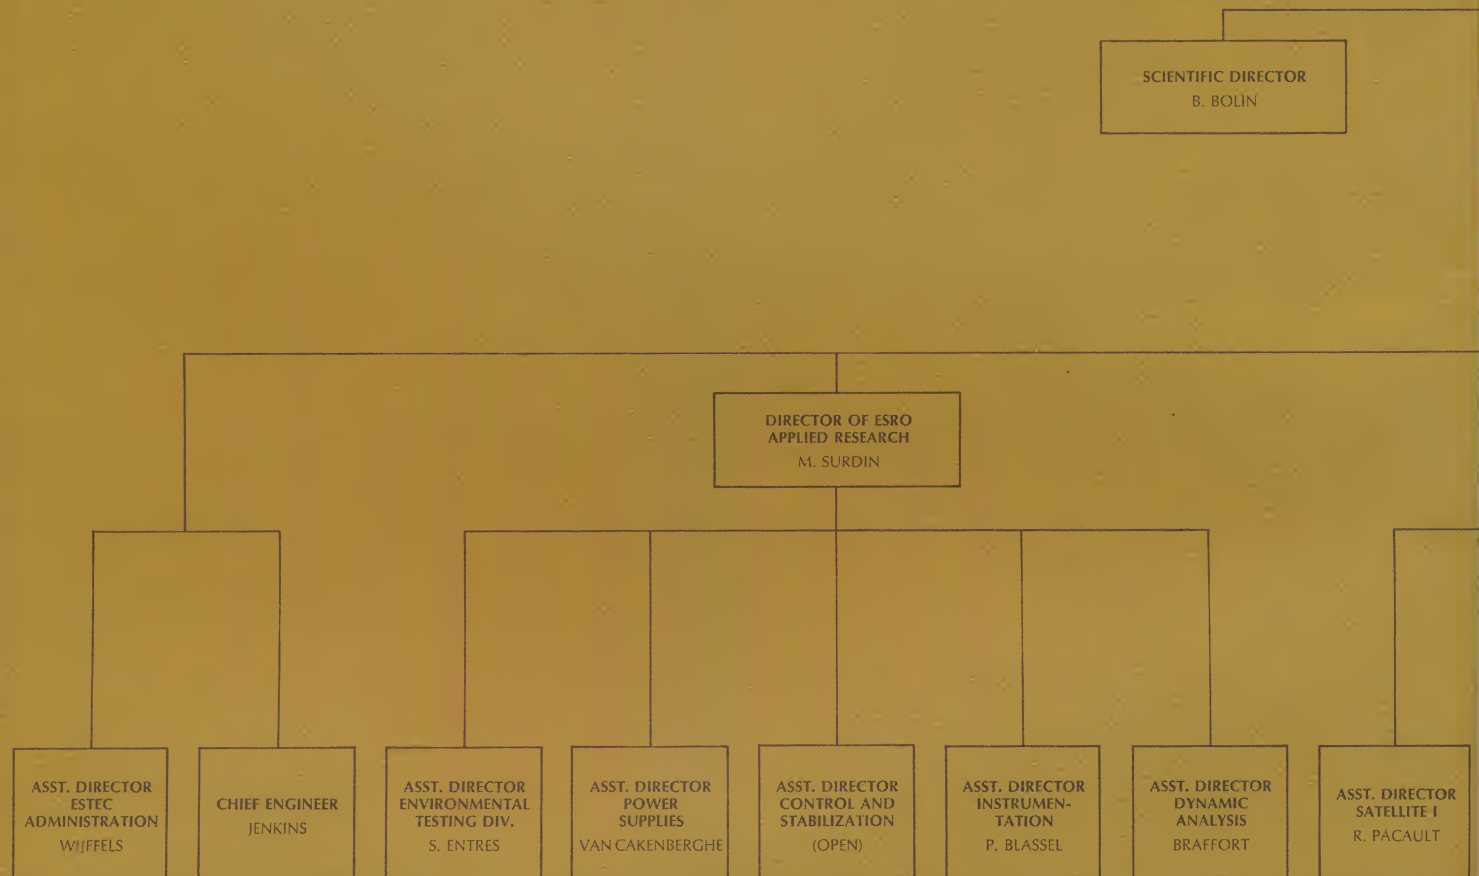 SCIENTIFIC DIRECTOR
B. BOLIN
DIRECTOR OF ESRO
APPLIED RESEARCH
M. SURDIN
ASST. DIRECTOR
ESTEC
ADMINISTRATION
WIJFFELS
CHIEF ENGINEER
JENKINS
ASST. DIRECTOR
ENVIRONMENTAL
TESTING DIV.
S. ENTRES
ASST. DIRECTOR
POWER
SUPPLIES
VAN CAKENBERGHE
ASST. DIRECTOR
CONTROL AND
STABILIZATION
(OPEN)
ASST. DIRECTOR
INSTRUMEN-
TATION
P. BLASSEL
ASST. DIRECTOR
DYNAMIC
ANALYSIS
BRAFFORT
ASST. DIRECTOR
SATELLITE I
R. PACAULT